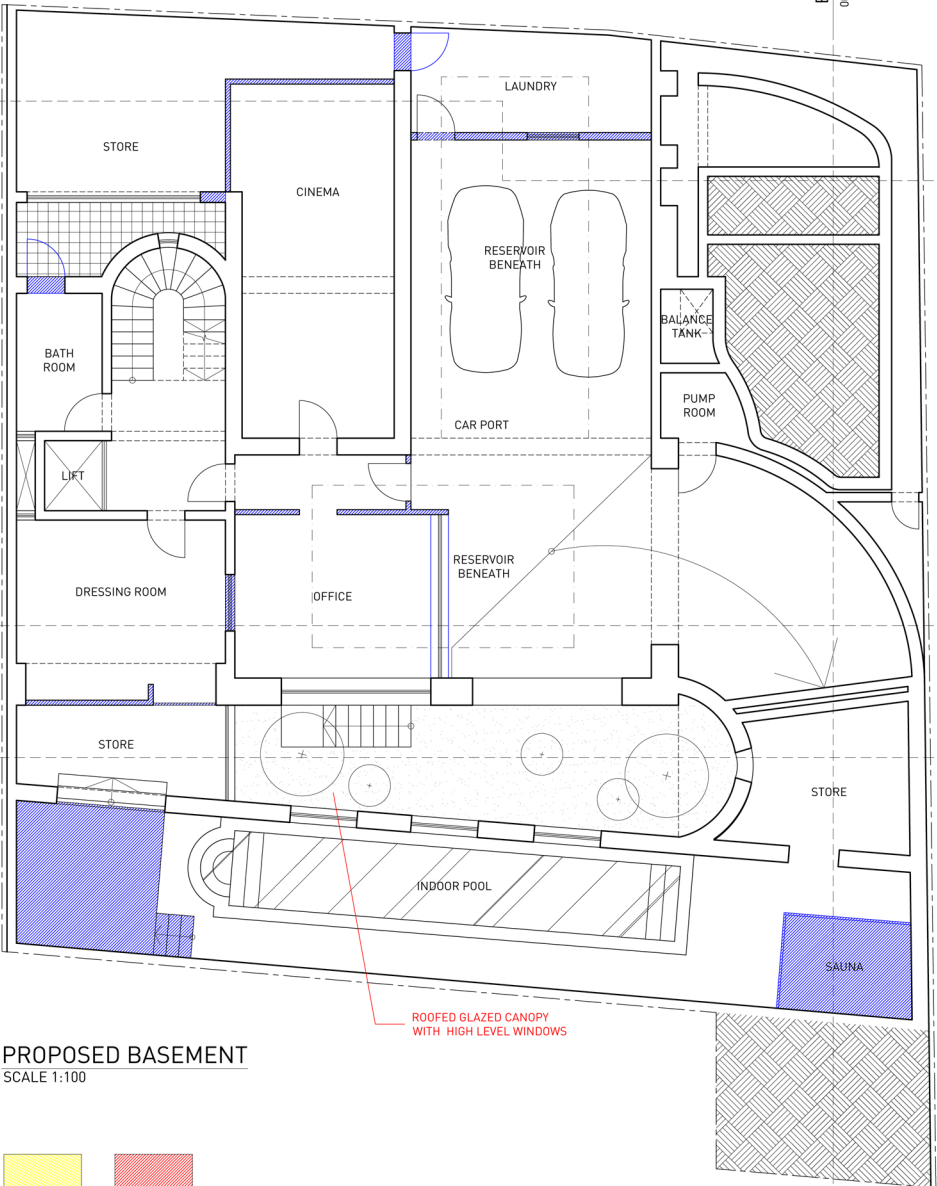 LAUNDRY
STORE
CINEMA
RESERVOIR
BENEATH
BALANCE
TANK
BATH
ROOM
PUMP
ROOM
CAR PORT
LIFT
RESERVOIR
BENEATH
DRESSING ROOM
OFFICE
STORE
STORE
INDOOR POOL
SAUNA
ROOFED GLAZED CANOPY
WITH HIGH LEVEL WINDOWS
PROPOSED BASEMENT
SCALE 1:100